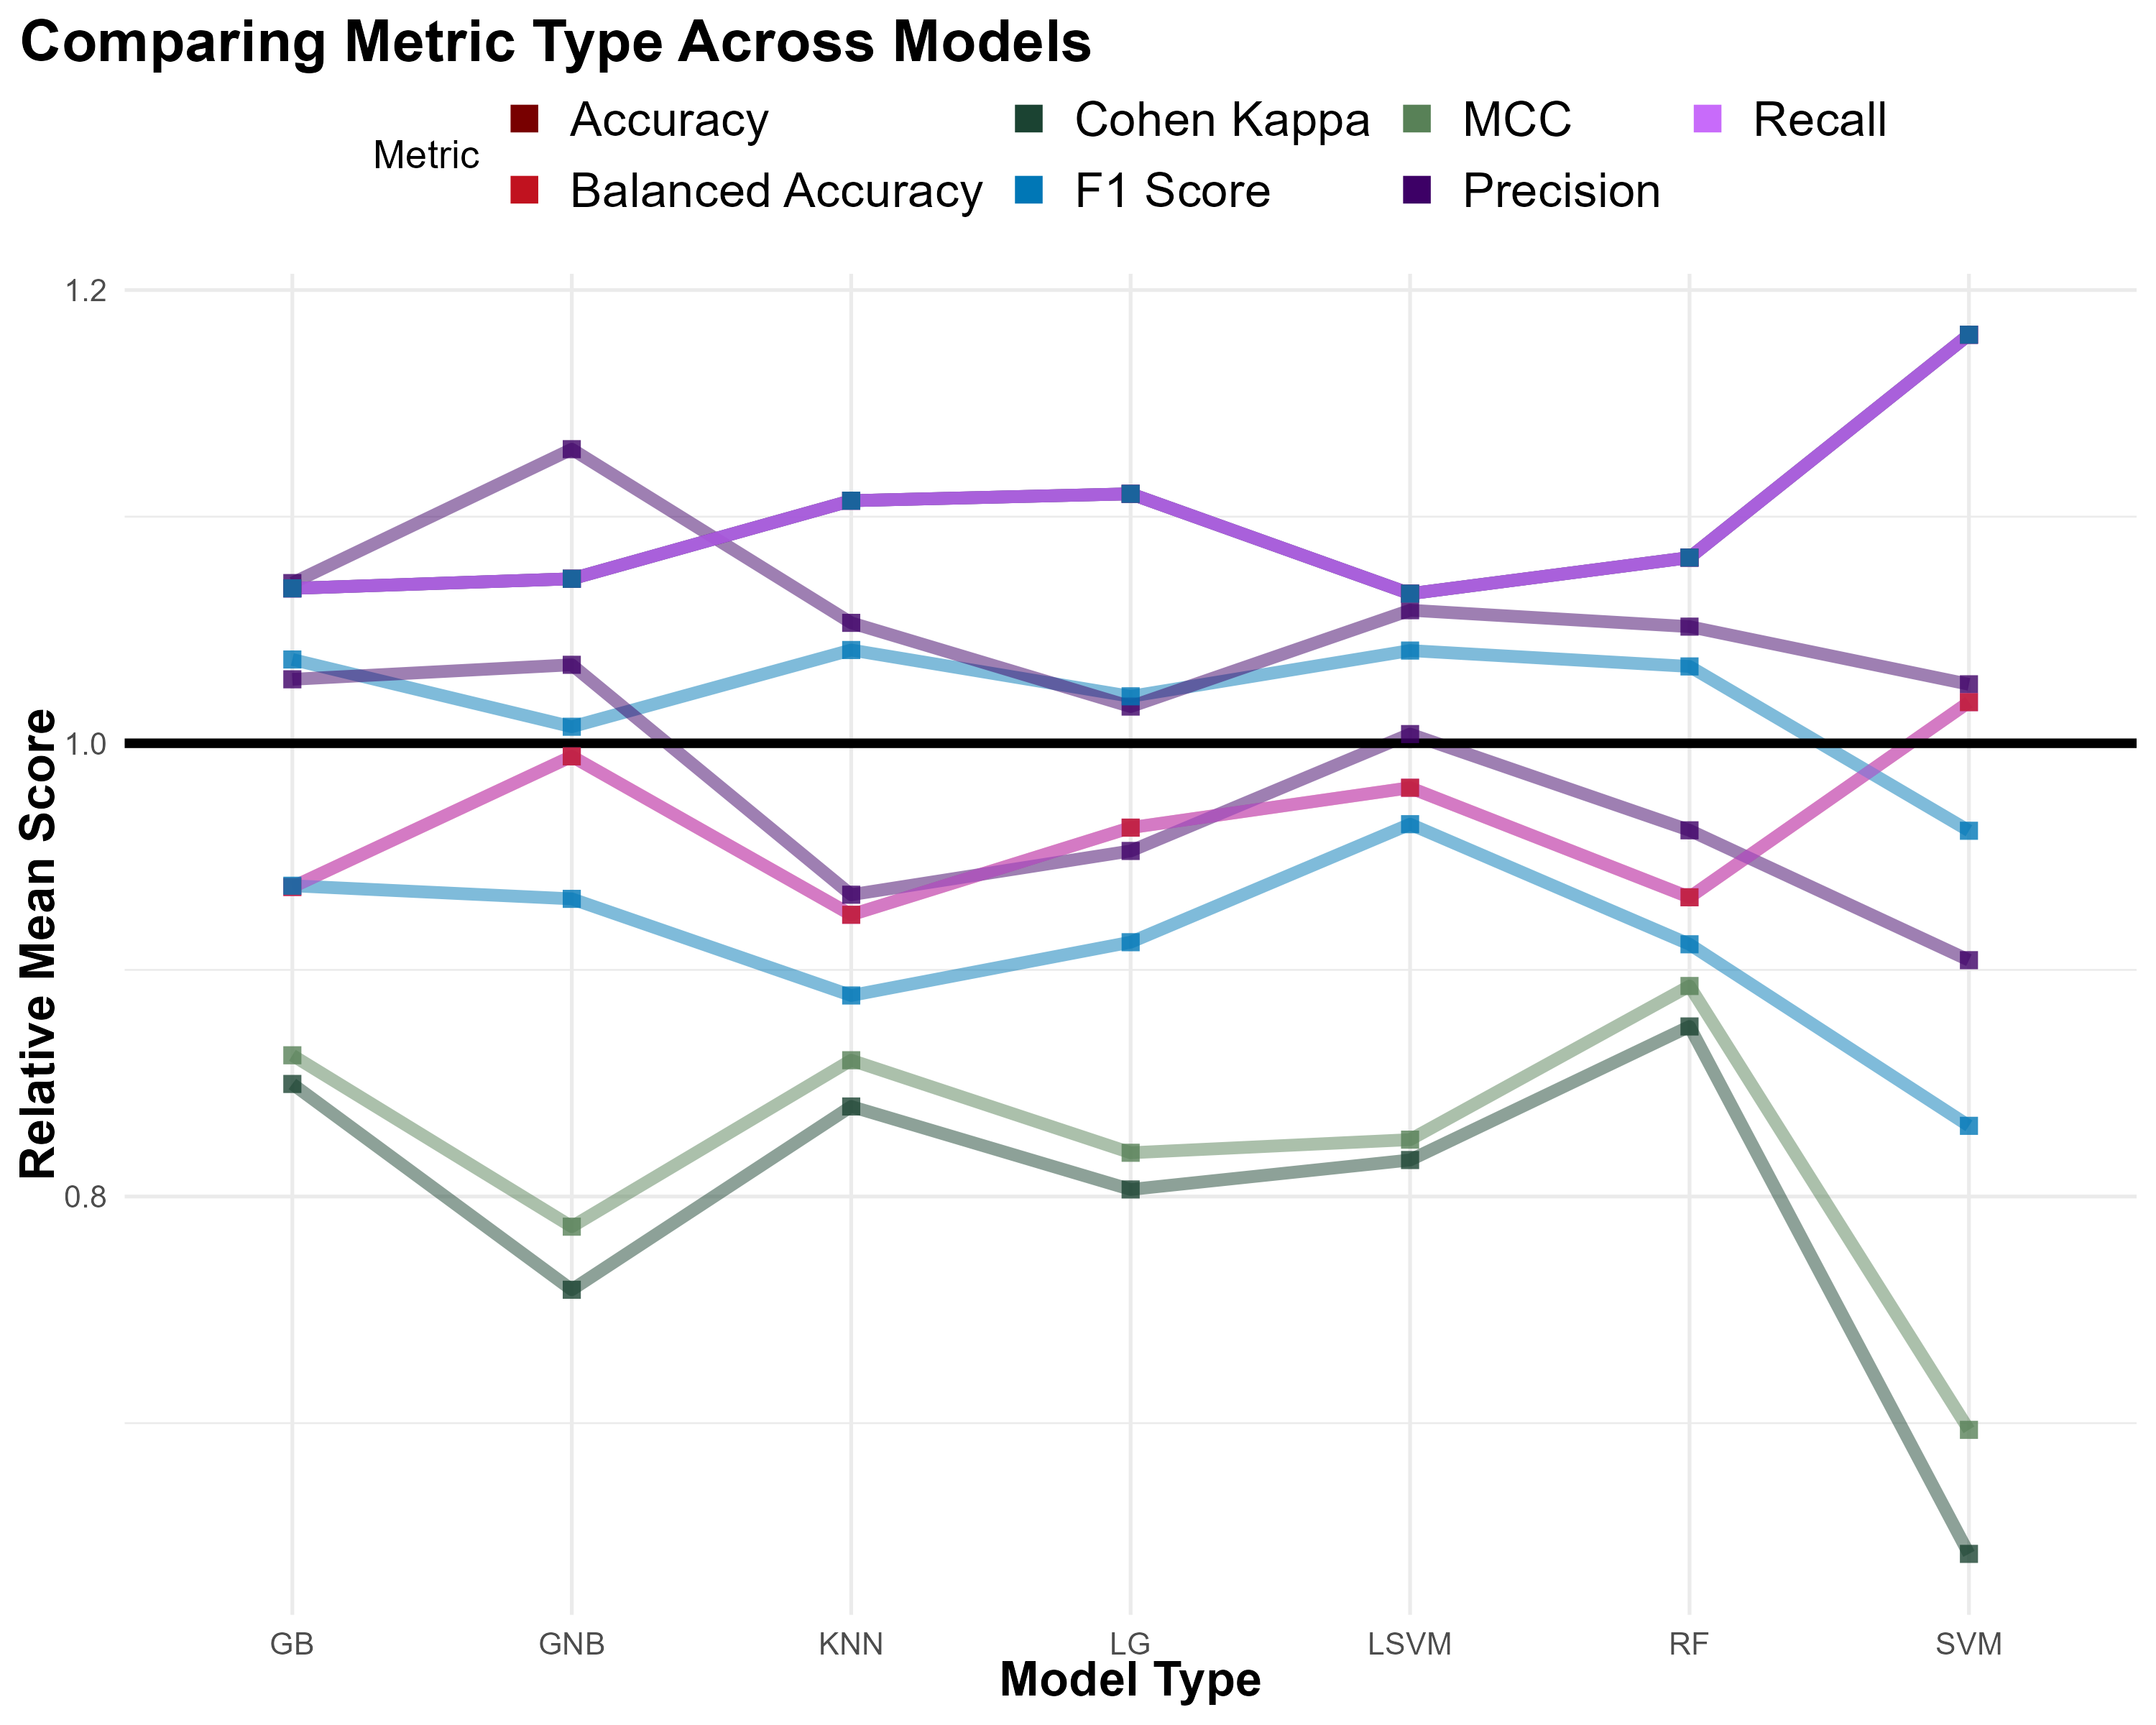 Comparing Metric Type Across Models
Metric
Accuracy
Cohen Kappa
MCC
Recall
Balanced Accuracy
F1 Score
Precision
Relative Mean Score
1.2
1.0
0.8
GB
GNB
KNN
LG
LSVM
RF
SVM
Model Type